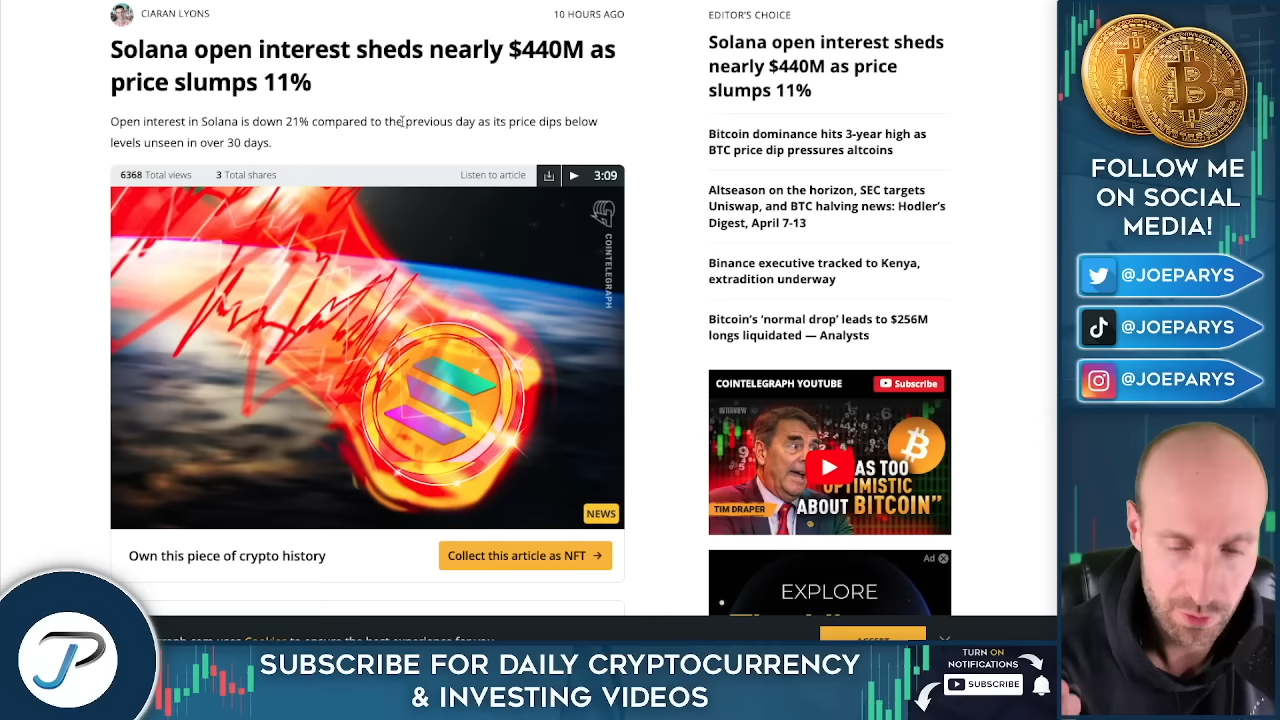 CIARAN LYONS
10 HOURS AGO
Solana open interest sheds nearly $440M as
price slumps 11%
Open interest in Solana is down 21% compared to the previous day as its price dips below
levels unseen in over 30 days.
6368 Total views
3 Total shares
Listen to article
3:09
COINTELEGRAPH
NEWS
Own this piece of crypto history
Collect this article as NFT →
EDITOR'S CHOICE
Solana open interest sheds
nearly $440M as price
slumps 11%
Bitcoin dominance hits 3-year high as
BTC price dip pressures altcoins
Altseason on the horizon, SEC targets
Uniswap, and BTC halving news: Hodler's
Digest, April 7-13
Binance executive tracked to Kenya,
extradition underway
Bitcoin's 'normal drop' leads to $256M
longs liquidated — Analysts
COINTELEGRAPH YOUTUBE
Subscribe
INTERVIEW
AS TOO
OPTIMISTIC
ABOUT BITCOIN"
TIM DRAPER
Ad
EXPLORE
ACCEPT
FOLLOW ME
ON SOCIAL
MEDIA!
@JOEPARYS
@JOEPARYS
@JOEPARYS
SUBSCRIBE FOR DAILY CRYPTOCURRENCY
& INVESTING VIDEOS
TURN ON
NOTIFICATIONS
SUBSCRIBE